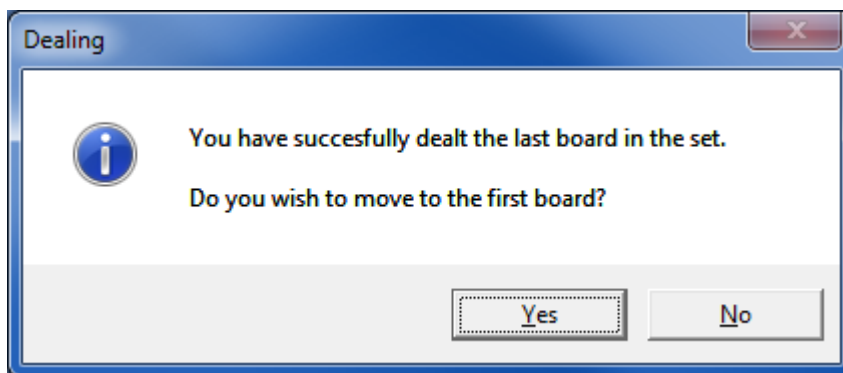 Dealing
You have succesfully dealt the last board in the set.
Do you wish to move to the first board?
Yes
No